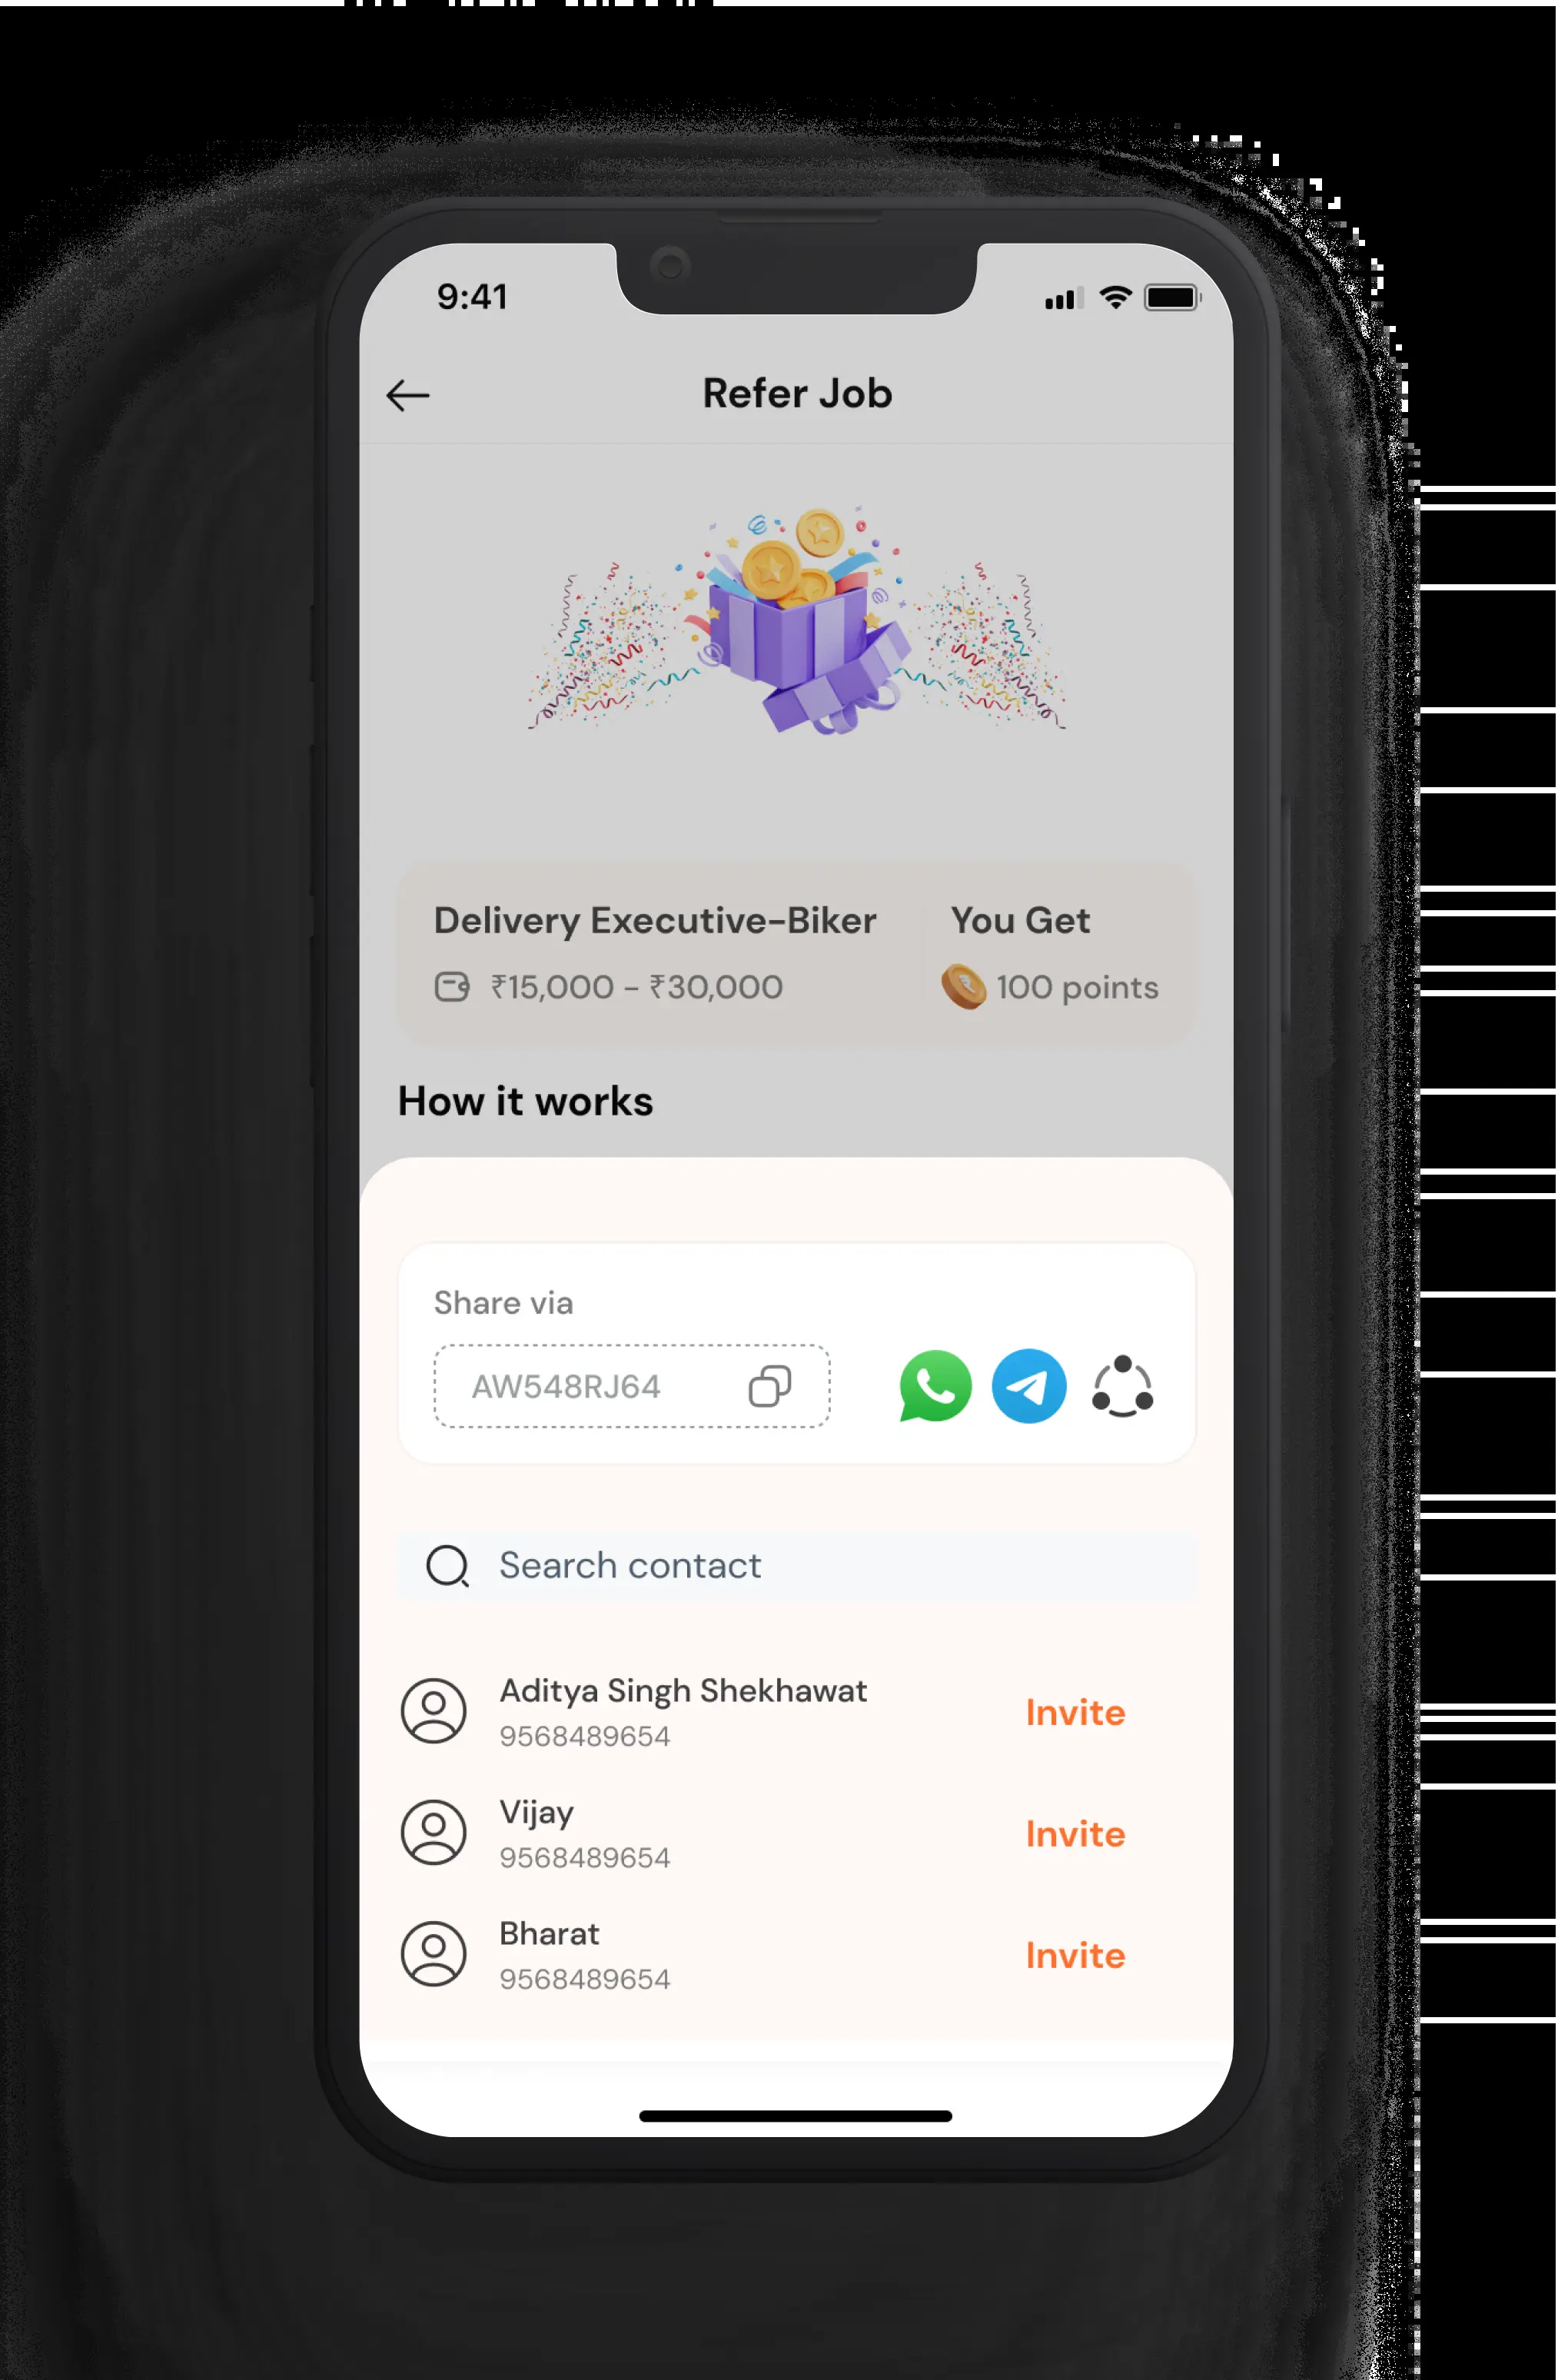 9:41
Refer Job
Delivery Executive-Biker
You Get
₹15,000 - ₹30,000
100 points
How it works
Share via
AW548RJ64
Search contact
Aditya Singh Shekhawat
9568489654
Invite
Vijay
9568489654
Invite
Bharat
9568489654
Invite